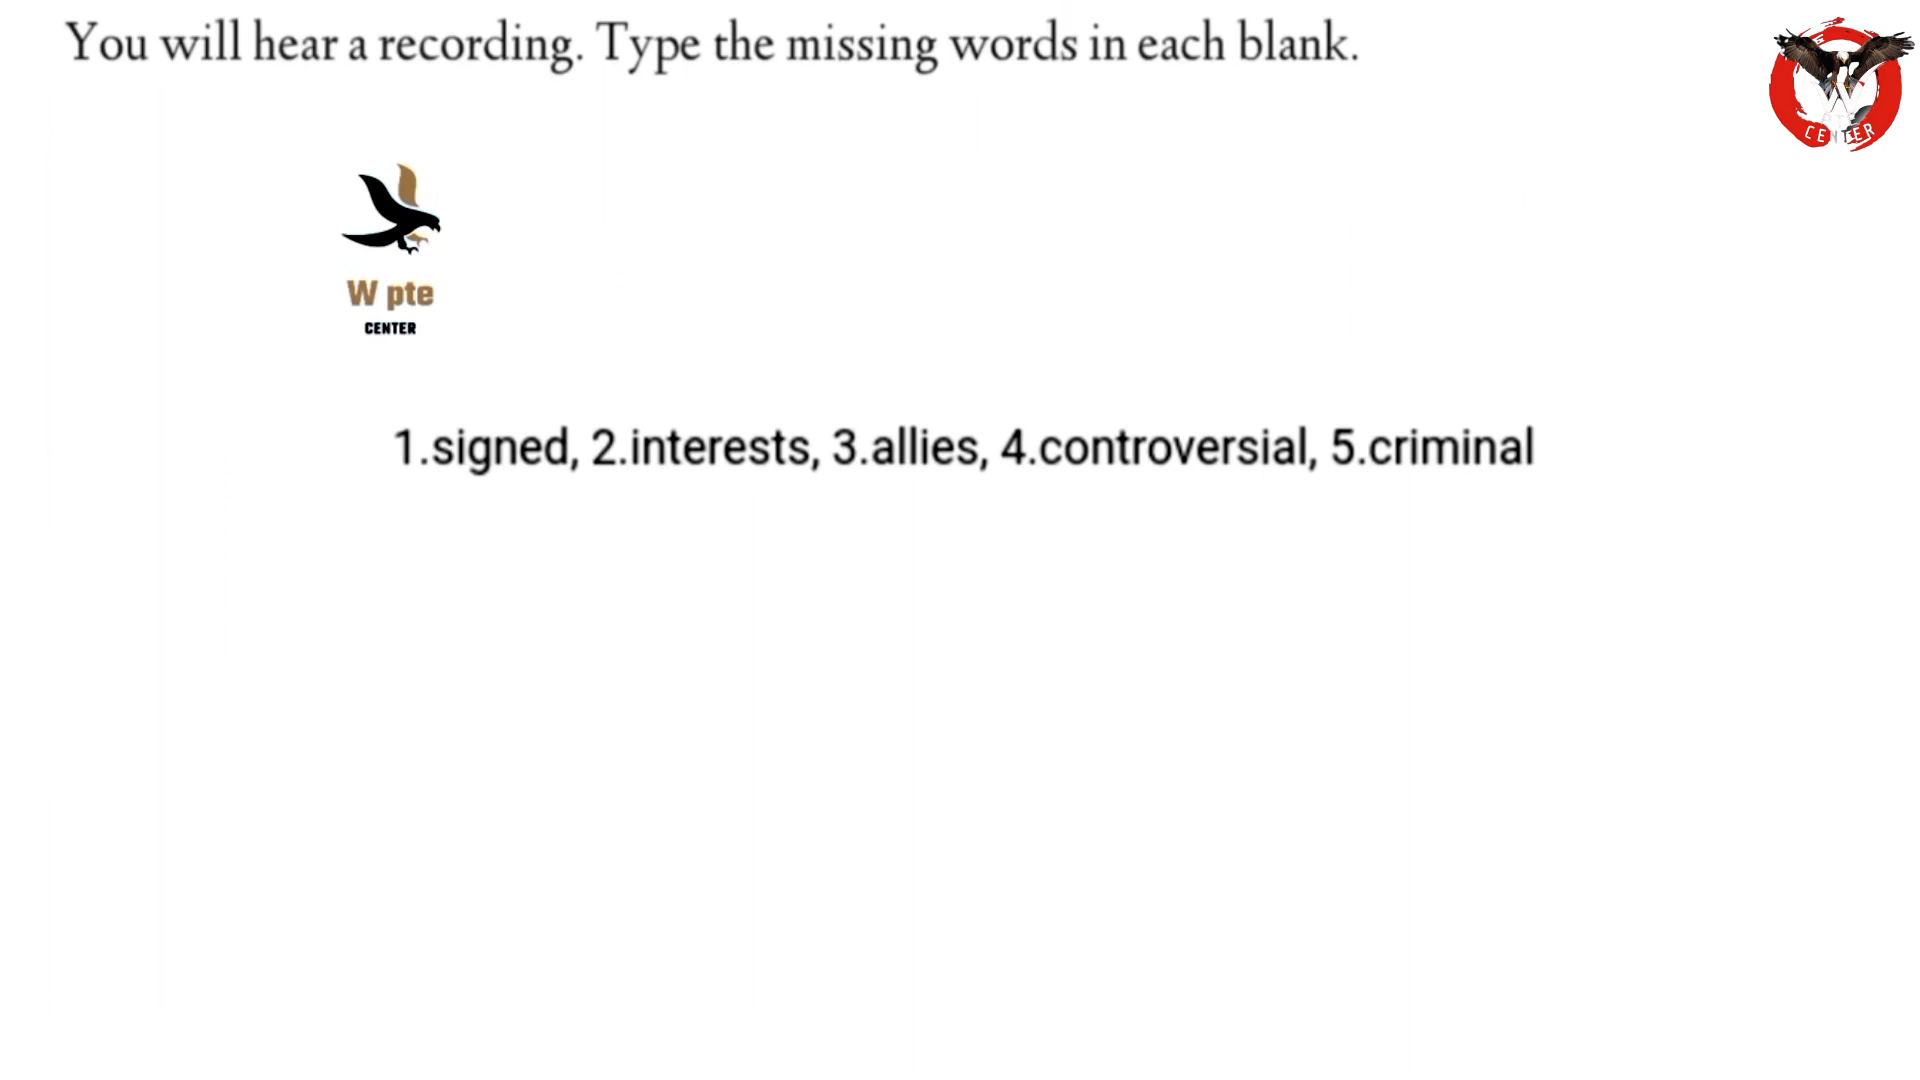 You will hear a recording. Type the missing words in each blank.
CENTER
W pte
CENTER
1.signed, 2.interests, 3.allies, 4.controversial, 5.criminal